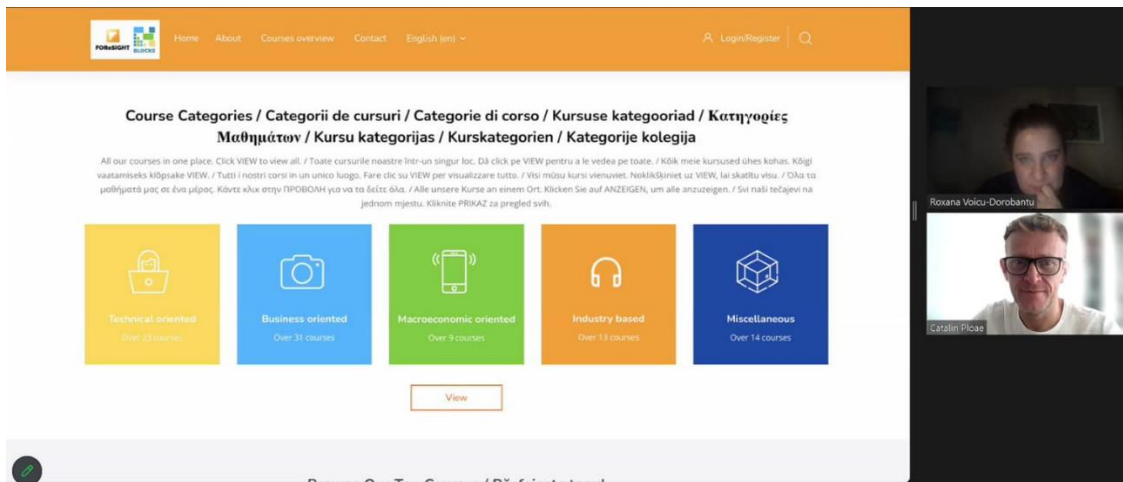 FOReSIGHT
BLOCKS
Home About Courses overview Contact English (en)
Login/Register
Course Categories / Categorii de cursuri / Categorie di corso / Kursuse kategooriad / Κατηγορίες
Μαθημάτων / Kursu kategorijas / Kurskategorien / Kategorije kolegija
All our courses in one place. Click VIEW to view all. / Toate cursurile noastre într-un singur loc. Dă click pe VIEW pentru a le vedea pe toate. / Kõik meie kursused ühes kohas. Kõigi
vaatamiseks klõpsake VIEW. / Tutti i nostri corsi in un unico luogo. Fare clic su VIEW per visualizzare tutto. / Visi mūsu kursi vienuviet. Noklikšķiniet uz VIEW, lai skatītu visu. / Όλα τα
μαθήματά μας σε ένα μέρος. Κάντε κλικ στην ΠΡΟΒΟΛΗ για να τα δείτε όλα. / Alle unsere Kurse an einem Ort. Klicken Sie auf ANZEIGEN, um alle anzuzeigen. / Svi naši tečajevi na
jednom mjestu. Kliknite PRIKAZ za pregled svih.
Technical oriented
Over 23 courses
Business oriented
Over 31 courses
Macroeconomic oriented
Over 9 courses
Industry based
Over 13 courses
Miscellaneous
Over 14 courses
View
Roxana Voicu-Dorobantu
Catalin Ploae